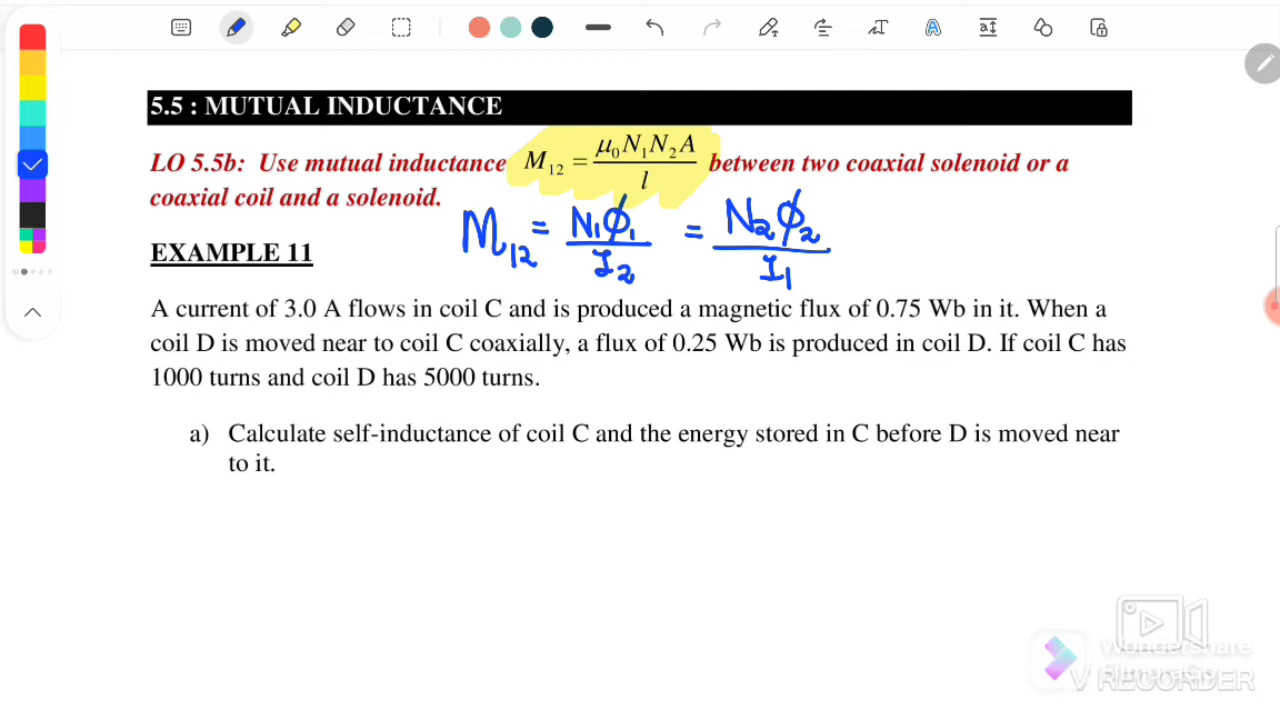 5.5 : MUTUAL INDUCTANCE
LO 5.5b: Use mutual inductance M₁₂ = μ₀N₁N₂A / l between two coaxial solenoid or a
coaxial coil and a solenoid.
M₁₂ = N₁Φ₁ / I₂ = N₂Φ₂ / I₁
EXAMPLE 11
A current of 3.0 A flows in coil C and is produced a magnetic flux of 0.75 Wb in it. When a
coil D is moved near to coil C coaxially, a flux of 0.25 Wb is produced in coil D. If coil C has
1000 turns and coil D has 5000 turns.
a) Calculate self-inductance of coil C and the energy stored in C before D is moved near
to it.
Wondershare
V RECORDER